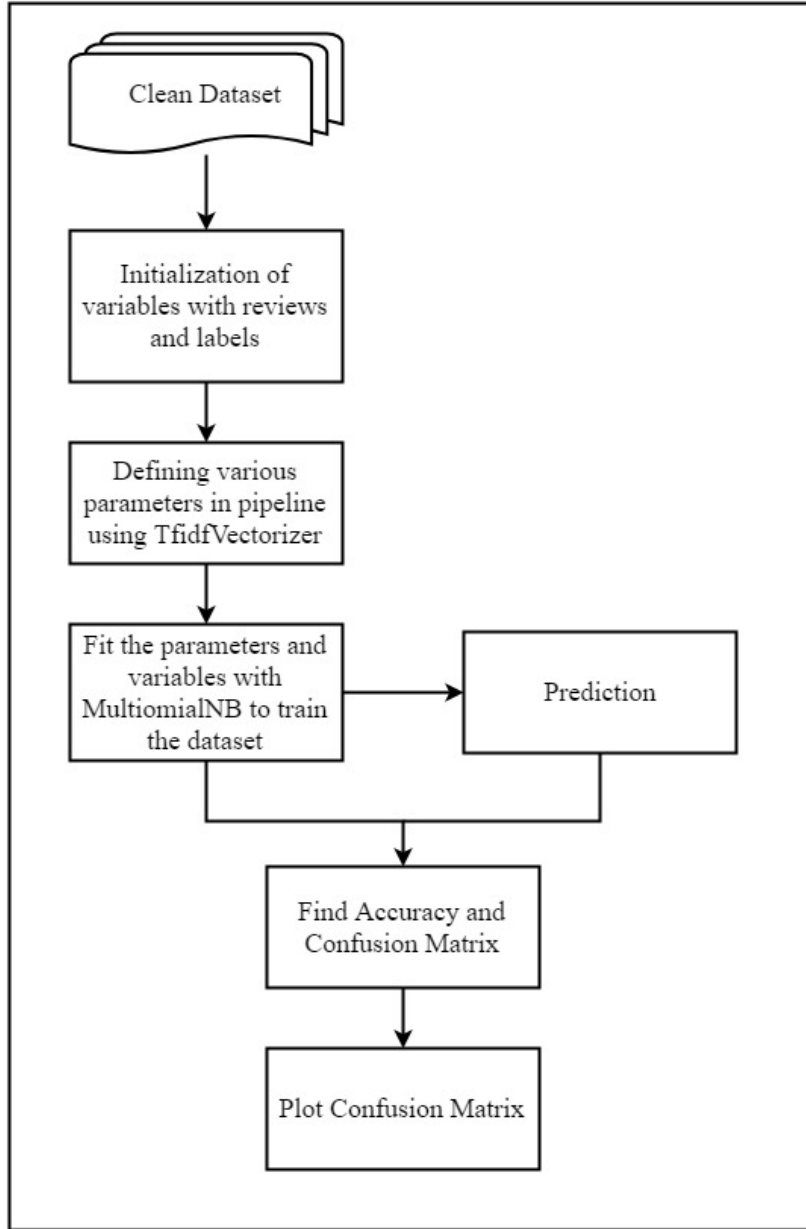 Clean Dataset
Initialization of
variables with reviews
and labels
Defining various
parameters in pipeline
using TfidfVectorizer
Fit the parameters and
variables with
MultiomialNB to train
the dataset
Prediction
Find Accuracy and
Confusion Matrix
Plot Confusion Matrix